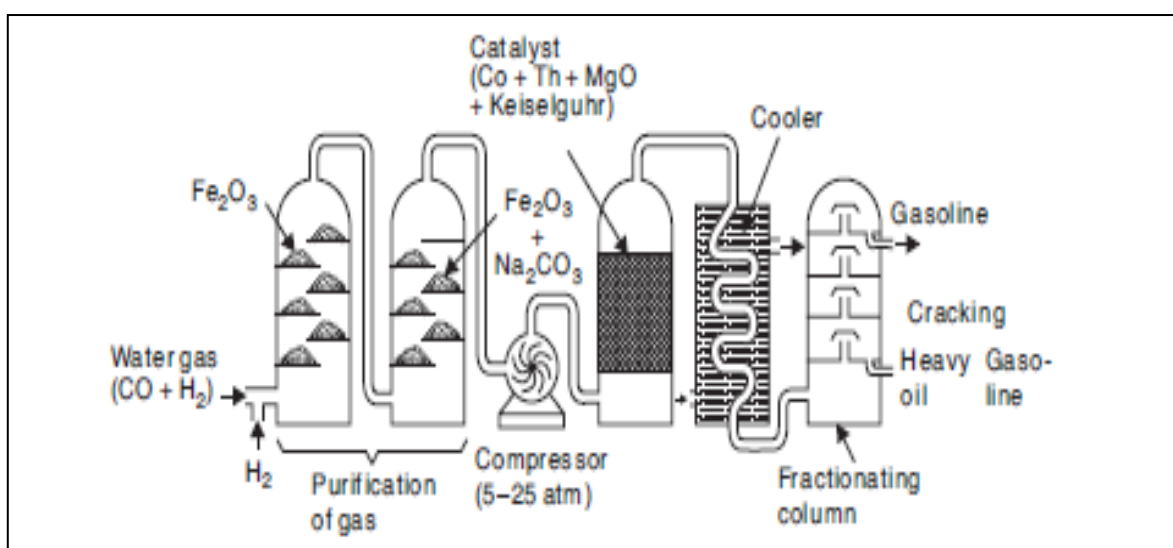 Catalyst
(Co + Th + MgO
+ Keiselguhr)
Cooler
Fe₂O₃
Fe₂O₃
+
Na₂CO₃
Gasoline
Cracking
Heavy Gaso-
oil line
Water gas
(CO + H₂)
H₂
Purification
of gas
Compressor
(5–25 atm)
Fractionating
column